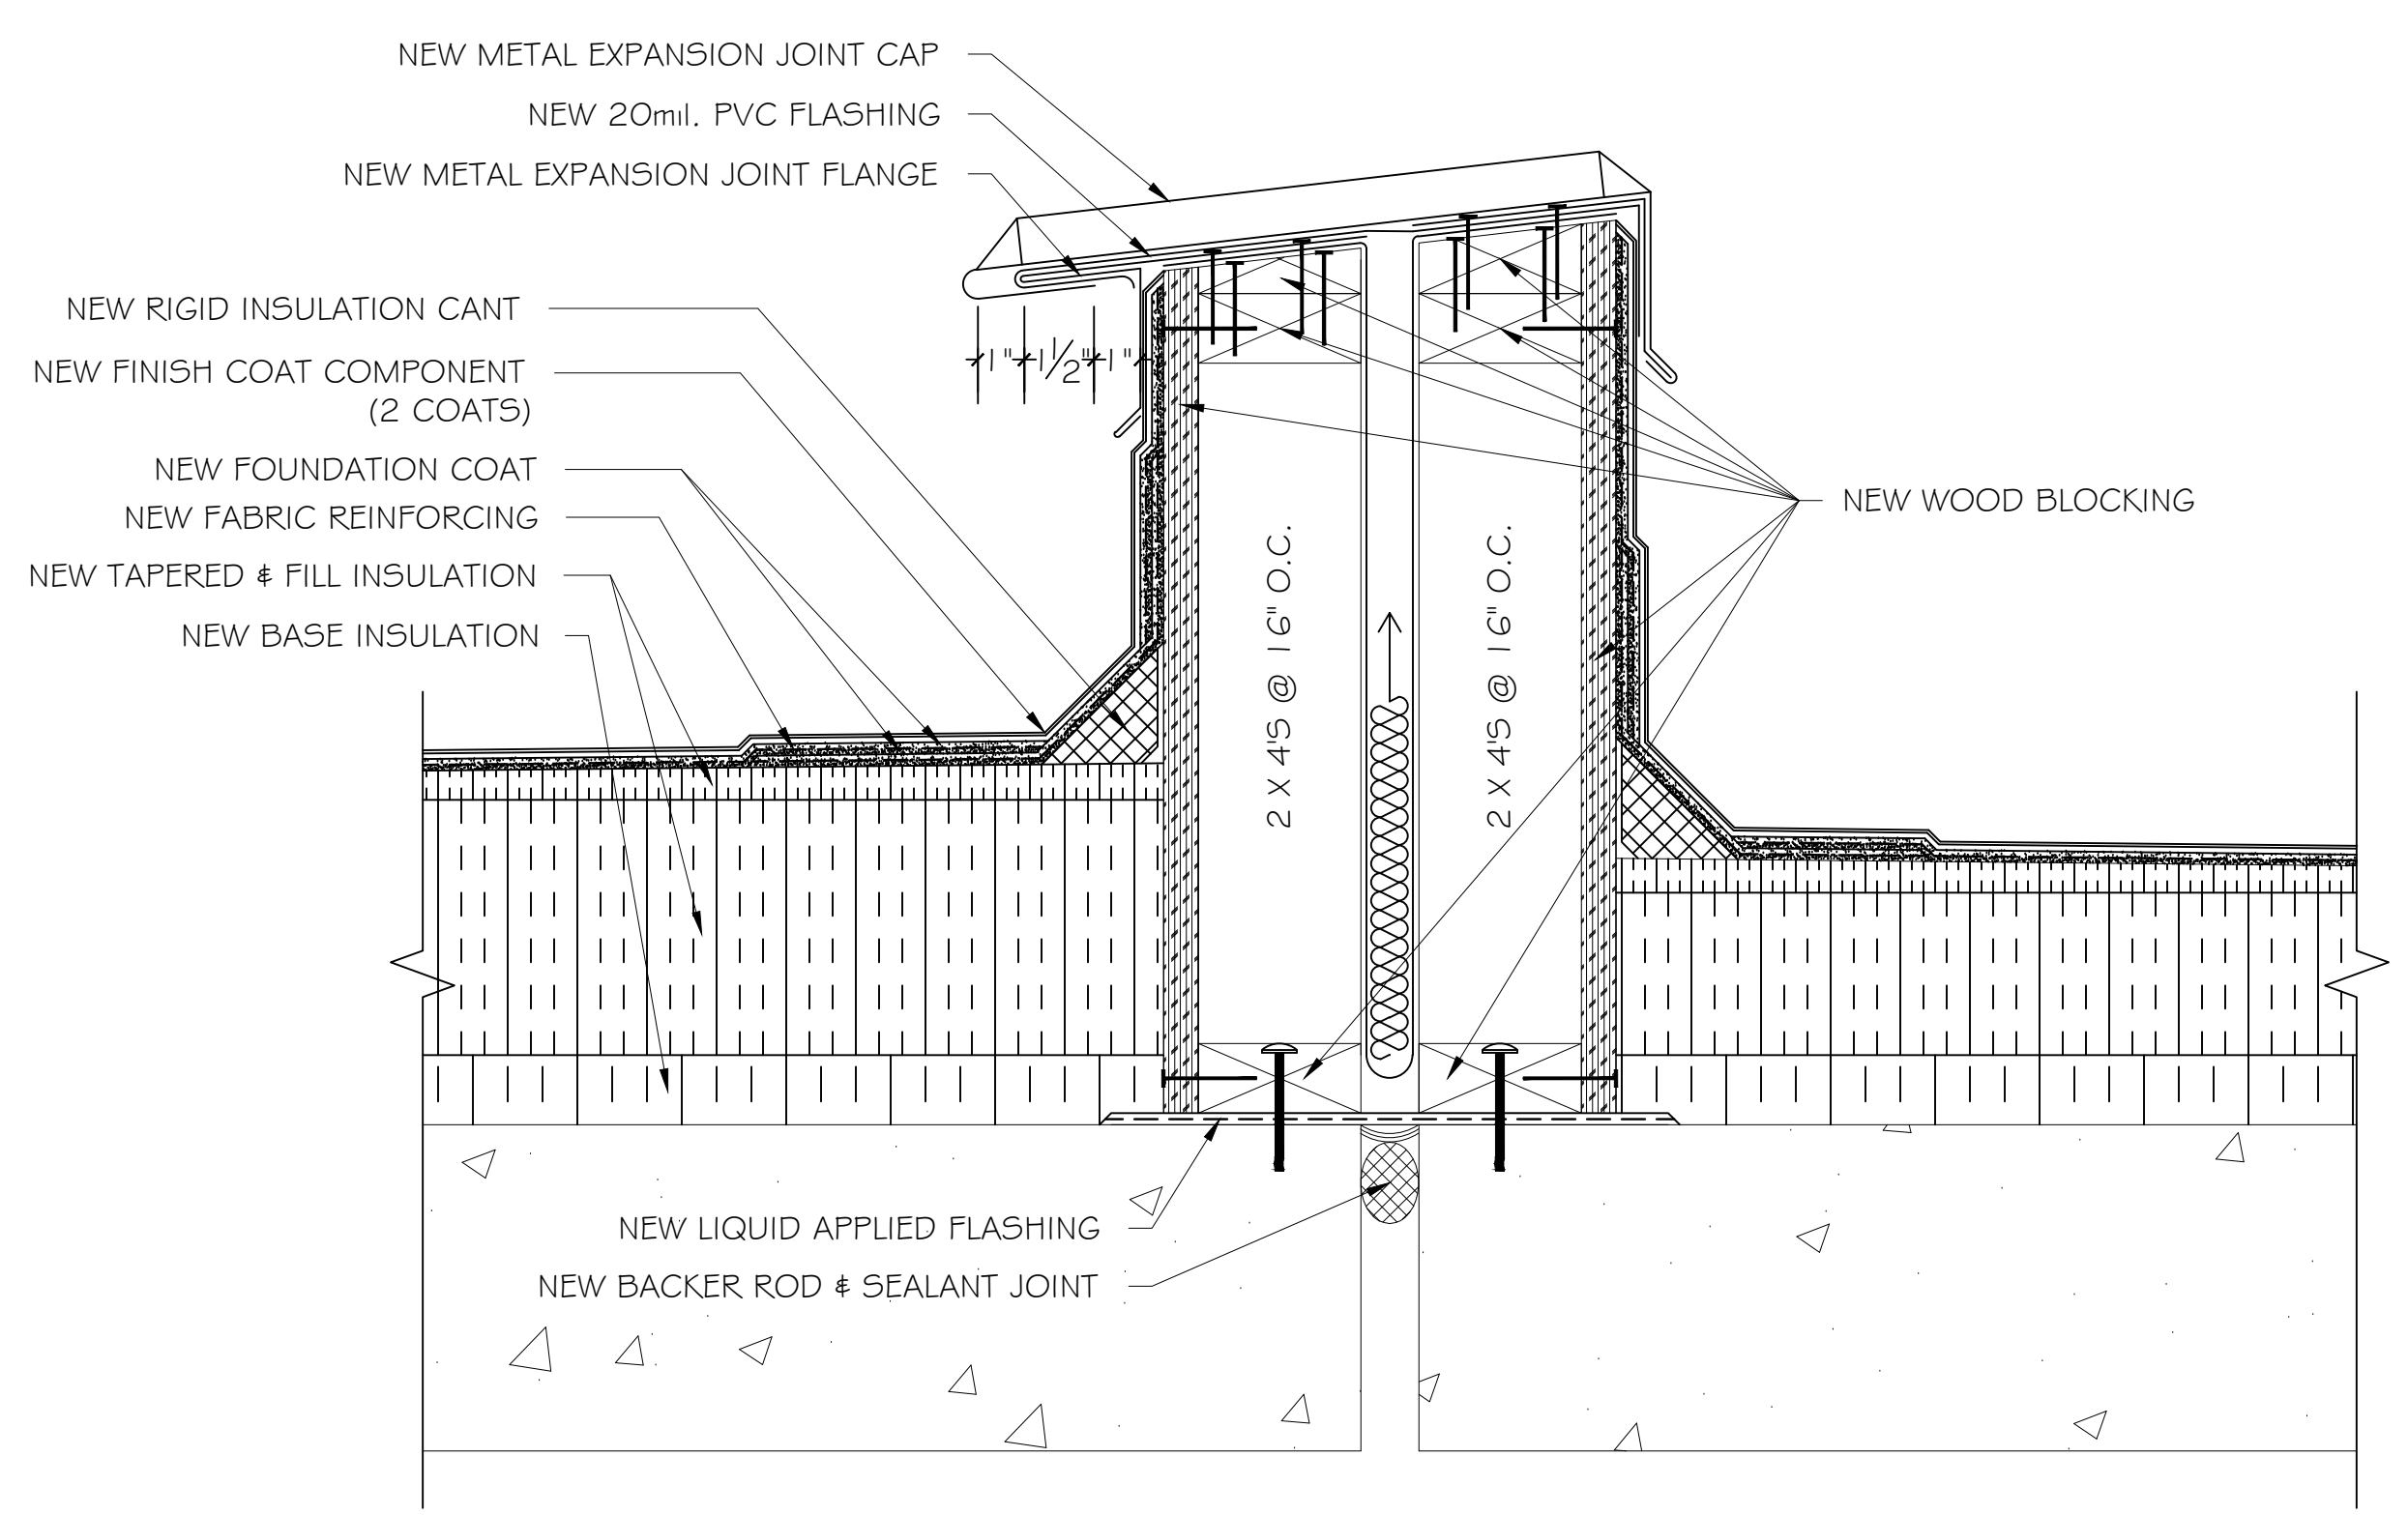 NEW METAL EXPANSION JOINT CAP
NEW 20mil. PVC FLASHING
NEW METAL EXPANSION JOINT FLANGE
NEW RIGID INSULATION CANT
1" 1 1/2" 1"
NEW FINISH COAT COMPONENT
(2 COATS)
NEW FOUNDATION COAT
NEW WOOD BLOCKING
NEW FABRIC REINFORCING
NEW TAPERED & FILL INSULATION
NEW BASE INSULATION
2 X 4'S @ 16" O.C.
2 X 4'S @ 16" O.C.
NEW LIQUID APPLIED FLASHING
NEW BACKER ROD & SEALANT JOINT